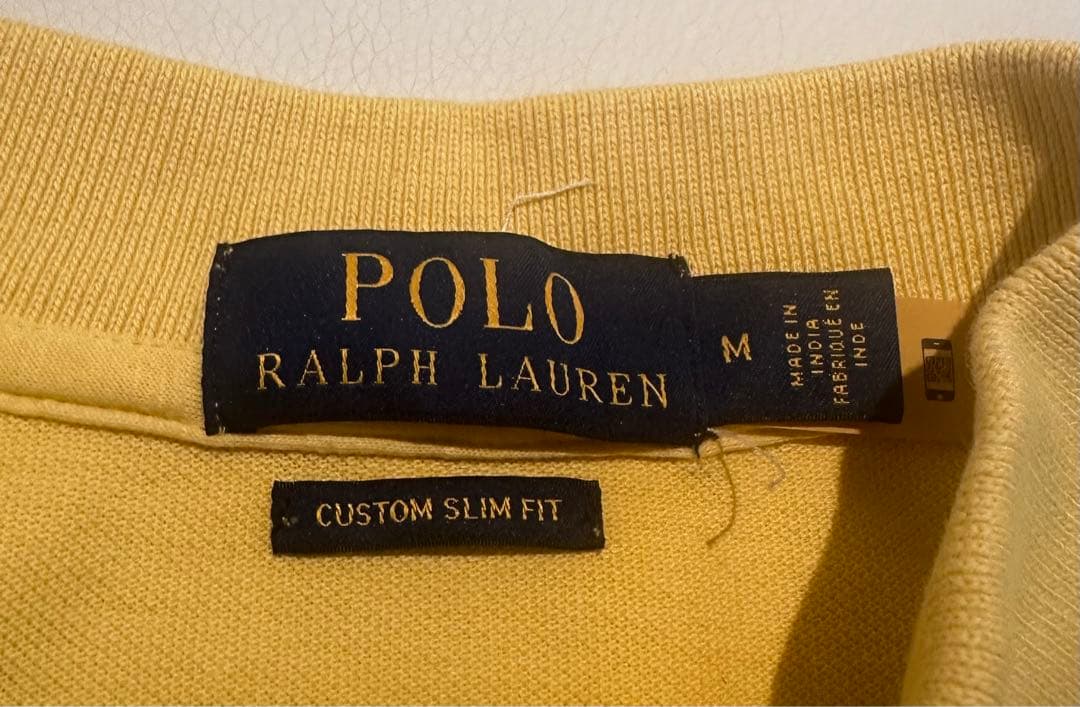 POLO
RALPH LAUREN
M
MADE IN
INDIA
FABRIQUÉ EN
INDE
CUSTOM SLIM FIT